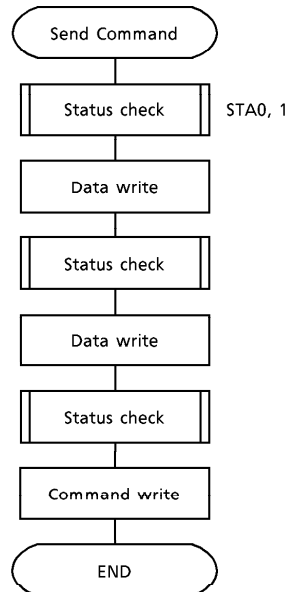 Send Command
Status check
STA0, 1
Data write
Status check
Data write
Status check
Command write
END